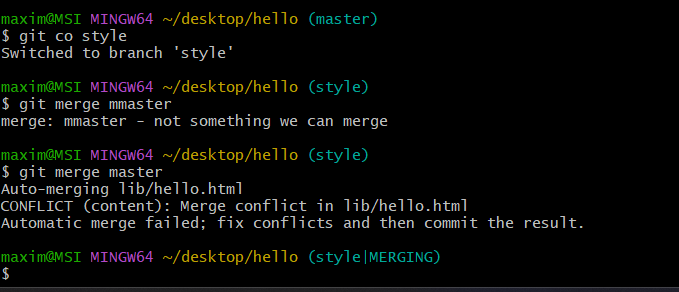 maxim@MSI MINGW64 ~/desktop/hello (master)
$ git co style
Switched to branch 'style'
maxim@MSI MINGW64 ~/desktop/hello (style)
$ git merge mmaster
merge: mmaster - not something we can merge
maxim@MSI MINGW64 ~/desktop/hello (style)
$ git merge master
Auto-merging lib/hello.html
CONFLICT (content): Merge conflict in lib/hello.html
Automatic merge failed; fix conflicts and then commit the result.
maxim@MSI MINGW64 ~/desktop/hello (style|MERGING)
$